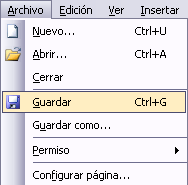 Archivo Edición Ver Insertar
Nuevo... Ctrl+U
Abrir... Ctrl+A
Cerrar
Guardar Ctrl+G
Guardar como...
Permiso
Configurar página...